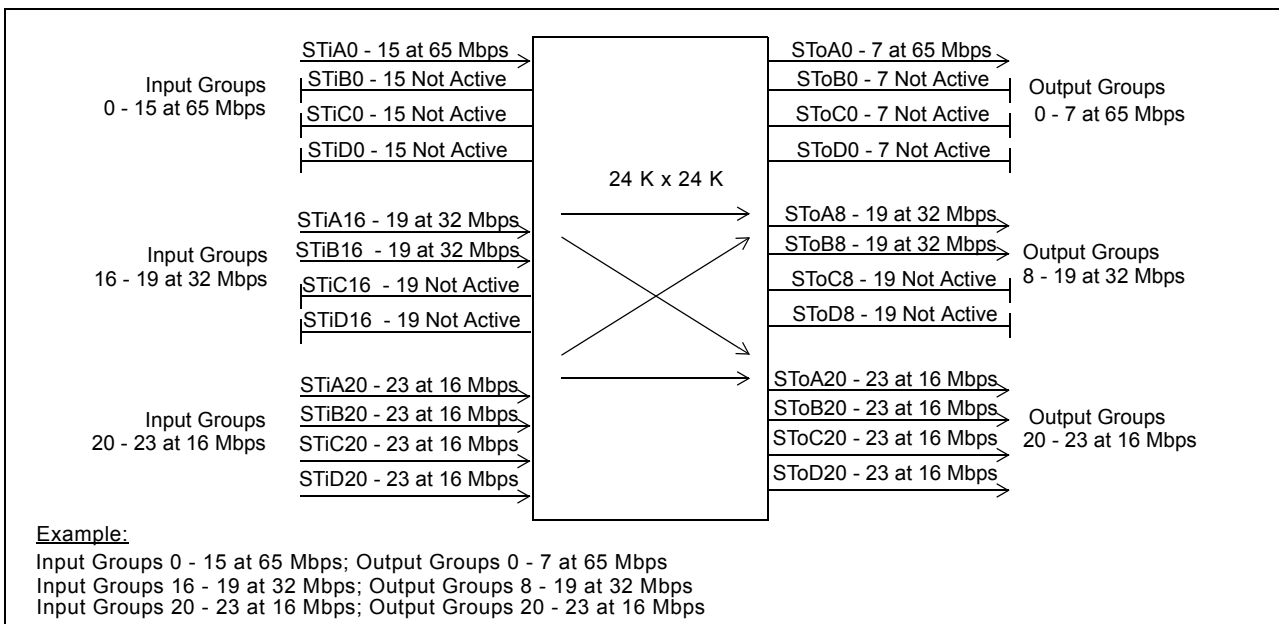 STiA0 - 15 at 65 Mbps
STiB0 - 15 Not Active
STiC0 - 15 Not Active
STiD0 - 15 Not Active
Input Groups
0 - 15 at 65 Mbps
SToA0 - 7 at 65 Mbps
SToB0 - 7 Not Active
SToC0 - 7 Not Active
SToD0 - 7 Not Active
Output Groups
0 - 7 at 65 Mbps
24 K x 24 K
STiA16 - 19 at 32 Mbps
STiB16 - 19 at 32 Mbps
STiC16 - 19 Not Active
STiD16 - 19 Not Active
Input Groups
16 - 19 at 32 Mbps
SToA8 - 19 at 32 Mbps
SToB8 - 19 at 32 Mbps
SToC8 - 19 Not Active
SToD8 - 19 Not Active
Output Groups
8 - 19 at 32 Mbps
STiA20 - 23 at 16 Mbps
STiB20 - 23 at 16 Mbps
STiC20 - 23 at 16 Mbps
STiD20 - 23 at 16 Mbps
Input Groups
20 - 23 at 16 Mbps
SToA20 - 23 at 16 Mbps
SToB20 - 23 at 16 Mbps
SToC20 - 23 at 16 Mbps
SToD20 - 23 at 16 Mbps
Output Groups
20 - 23 at 16 Mbps
Example:
Input Groups 0 - 15 at 65 Mbps; Output Groups 0 - 7 at 65 Mbps
Input Groups 16 - 19 at 32 Mbps; Output Groups 8 - 19 at 32 Mbps
Input Groups 20 - 23 at 16 Mbps; Output Groups 20 - 23 at 16 Mbps